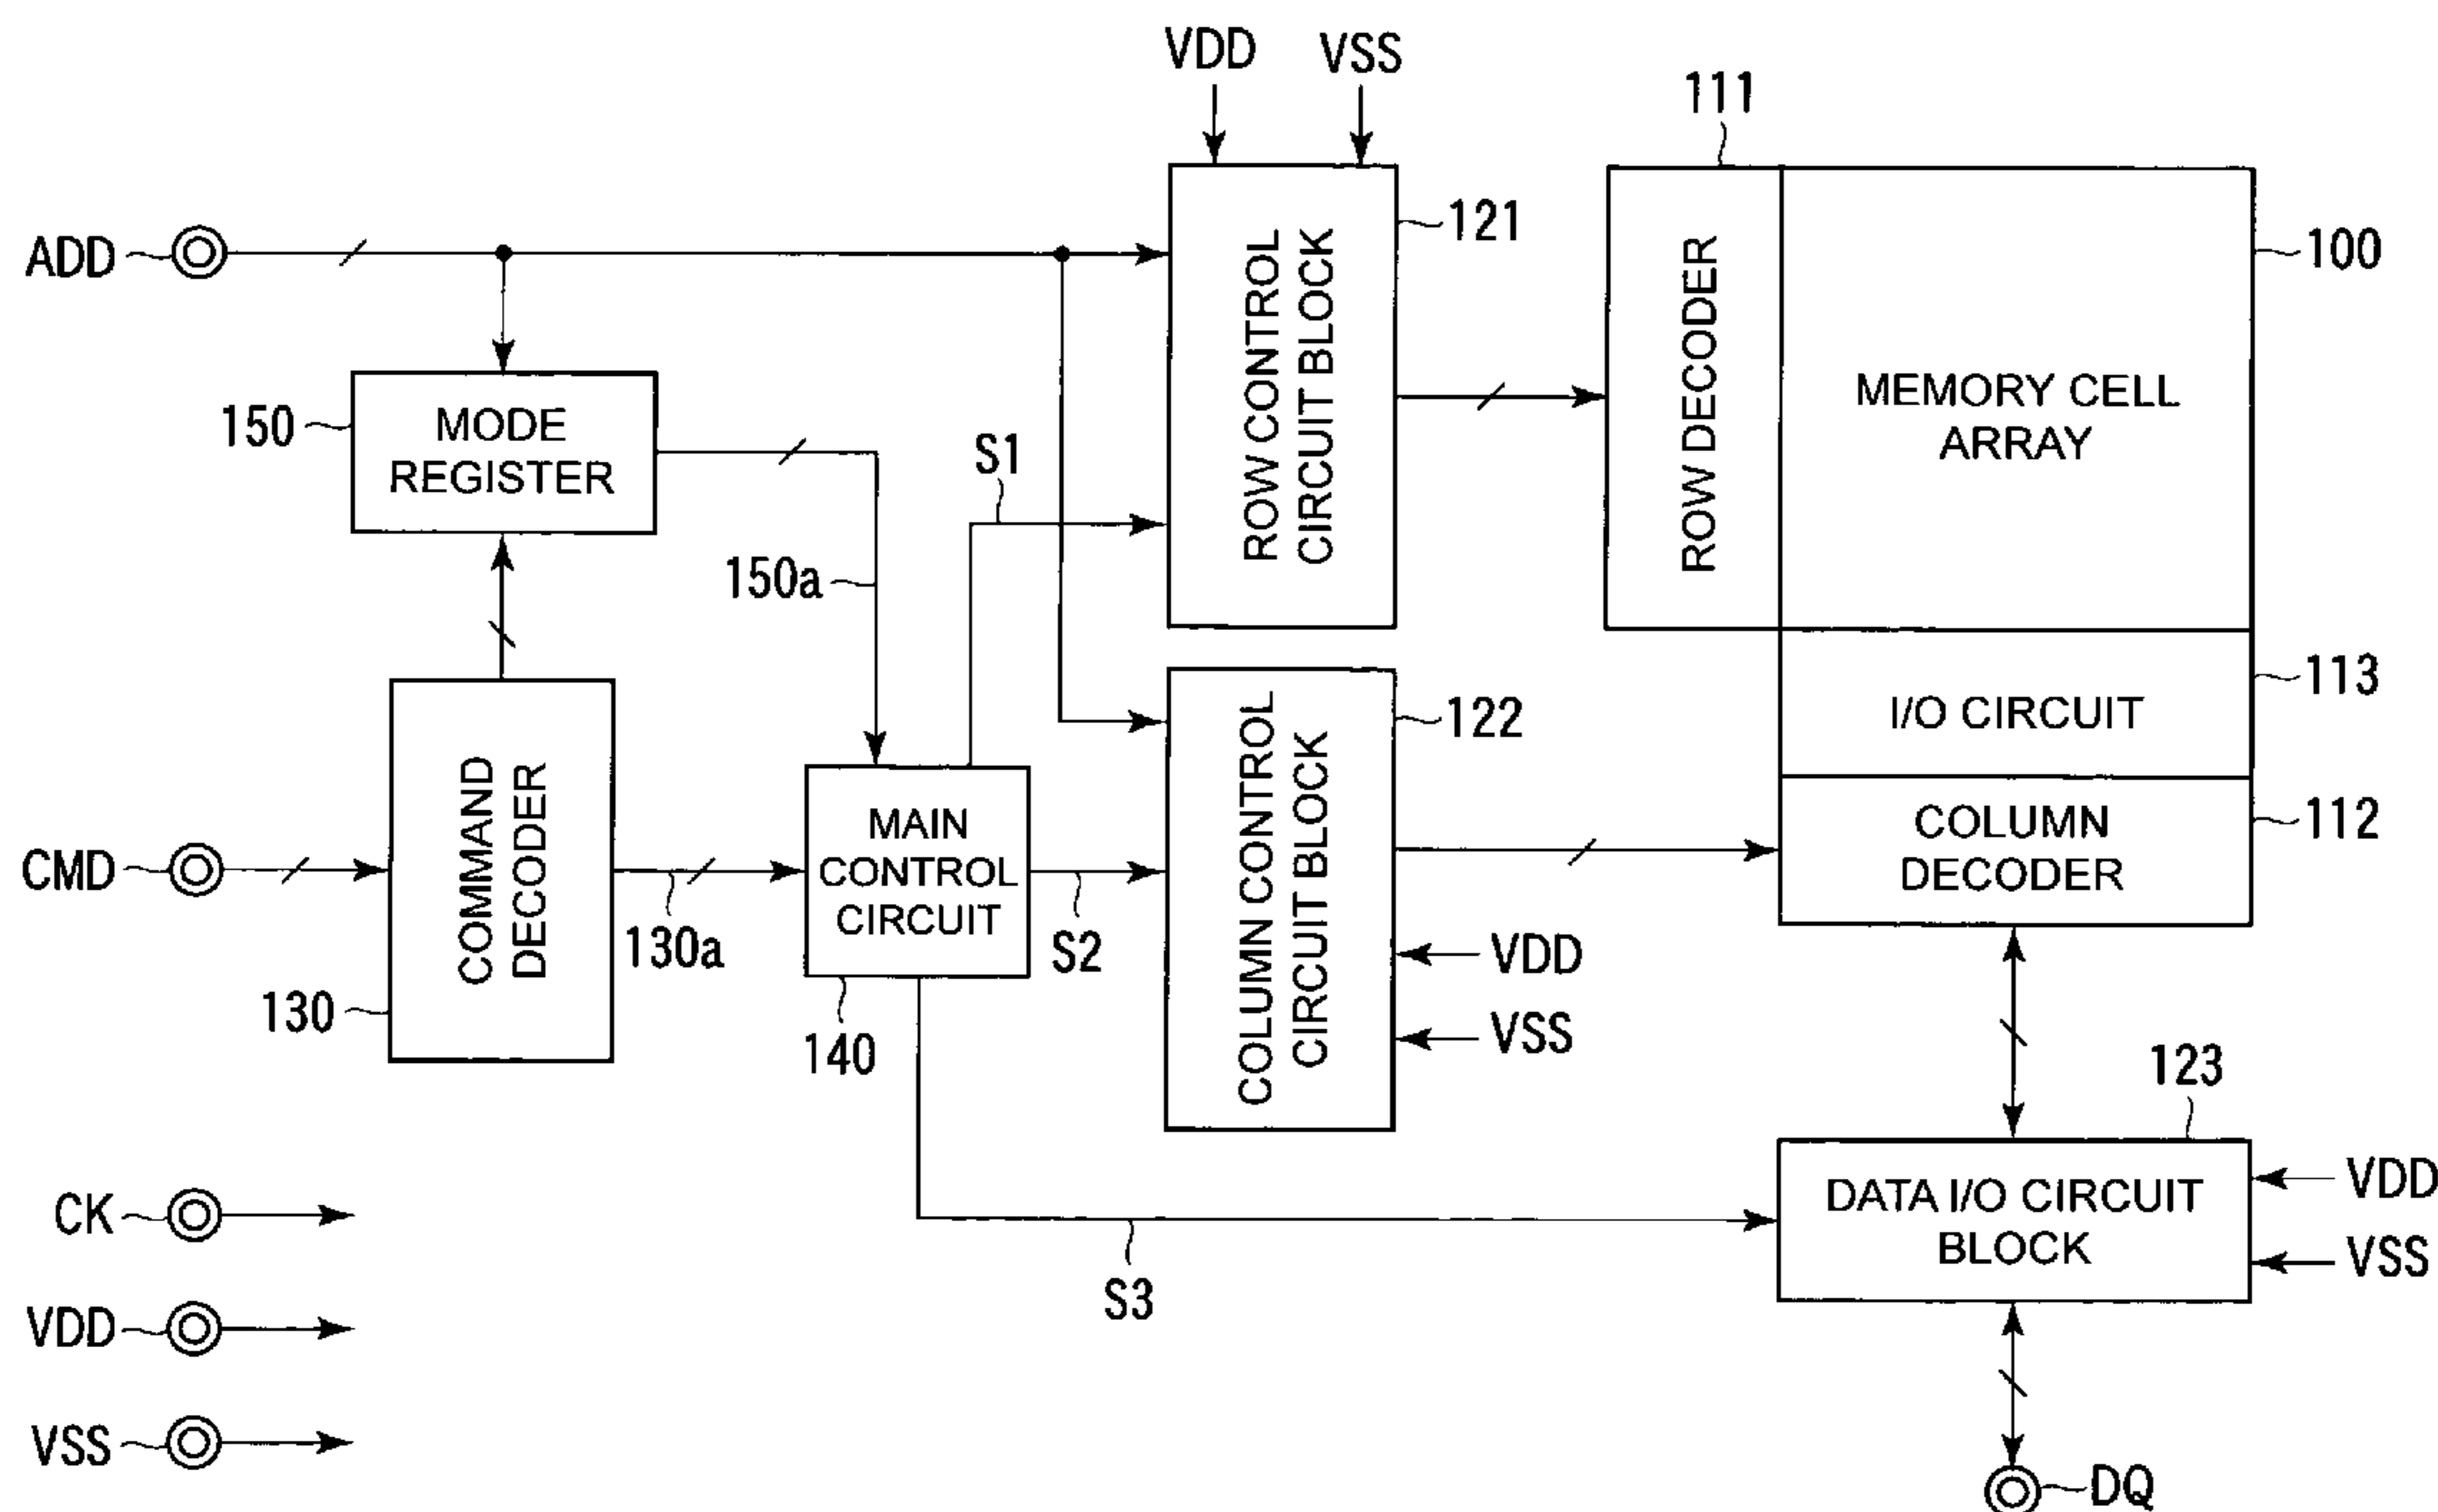 VDD
VSS
111
ADD
121
100
ROW CONTROL
CIRCUIT BLOCK
ROW DECODER
MEMORY CELL
ARRAY
150
MODE
REGISTER
S1
150a
113
I/O CIRCUIT
122
COMMAND
DECODER
MAIN
CONTROL
CIRCUIT
COLUMN CONTROL
CIRCUIT BLOCK
COLUMN
DECODER
112
CMD
130a
S2
VDD
VSS
130
140
123
CK
DATA I/O CIRCUIT
BLOCK
VDD
VSS
S3
VDD
VSS
DQ